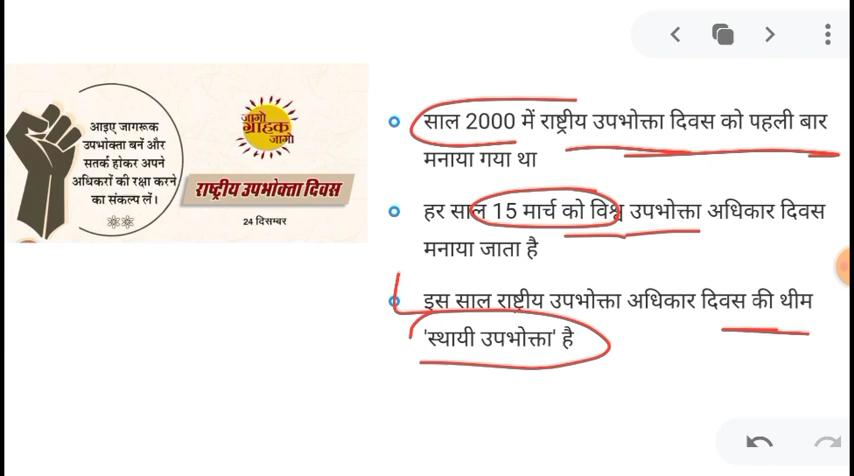 आइए जागरूक
उपभोक्ता बनें और
सतर्क होकर अपने
अधिकरों की रक्षा करने
का संकल्प लें।
जागो
ग्राहक
जागो
राष्ट्रीय उपभोक्ता दिवस
24 दिसम्बर
साल 2000 में राष्ट्रीय उपभोक्ता दिवस को पहली बार
मनाया गया था
हर साल 15 मार्च को विश्व उपभोक्ता अधिकार दिवस
मनाया जाता है
इस साल राष्ट्रीय उपभोक्ता अधिकार दिवस की थीम
'स्थायी उपभोक्ता' है